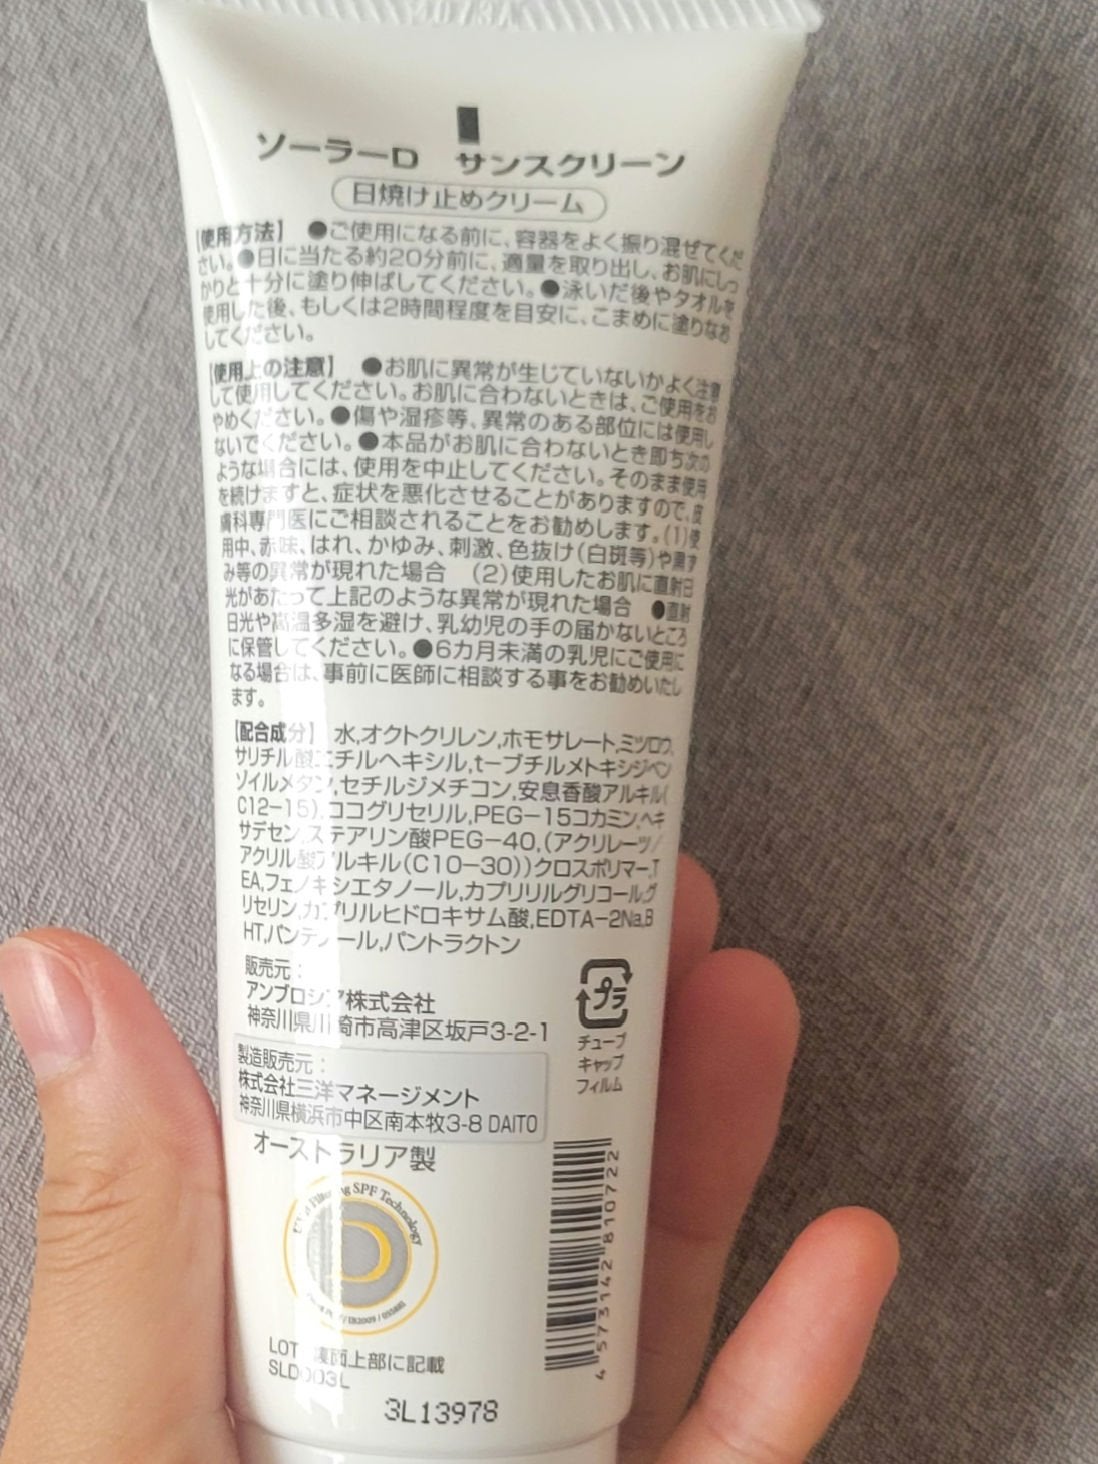 ソーラーD サンスクリーン
日焼け止めクリーム
【使用方法】 ●ご使用になる前に、容器をよく振り混ぜてくだ
さい。●日に当たる約20分前に、適量を取り出し、お肌にしっ
かりと十分に塗り伸ばしてください。●泳いだ後やタオルを
使用した後、もしくは2時間程度を目安に、こまめに塗りなお
してください。
【使用上の注意】 ●お肌に異常が生じていないかよく注意
して使用してください。お肌に合わないときは、ご使用をお
やめください。●傷や湿疹等、異常のある部位には使用し
ないでください。●本品がお肌に合わないとき即ち次の
ような場合には、使用を中止してください。そのまま使用
を続けますと、症状を悪化させることがありますので、皮
膚科専門医にご相談されることをお勧めします。(1)使
用中、赤味、はれ、かゆみ、刺激、色抜け(白斑等)や黒ず
み等の異常が現れた場合 (2)使用したお肌に直射日
光があたって上記のような異常が現れた場合 ●直射
日光や高温多湿を避け、乳幼児の手の届かないところ
に保管してください。●6カ月未満の乳児にご使用に
なる場合は、事前に医師に相談する事をお勧めいたし
ます。
【配合成分】 水,オクトクリレン,ホモサレート,ミツロウ,
サリチル酸エチルヘキシル,t-ブチルメトキシジベン
ゾイルメタン,セチルジメチコン,安息香酸アルキル(
C12-15),ココグリセリル,PEG-15コカミン,ヘキ
サデセン,ステアリン酸PEG-40,(アクリレーツ/
アクリル酸アルキル(C10-30))クロスポリマー,T
EA,フェノキシエタノール,カプリリルグリコール,グ
リセリン,カプリルヒドロキサム酸,EDTA-2Na,B
HT,パンテノール,パントラクトン
販売元：
アンブロシア株式会社
神奈川県川崎市高津区坂戸3-2-1
プラ
チューブ
キャップ
フィルム
製造販売元：
株式会社三洋マネージメント
神奈川県横浜市中区南本牧3-8 DAITO
オーストラリア製
SPF Technology
D
4 573142 810722
LOT 裏面上部に記載
SLD003L
3L13978